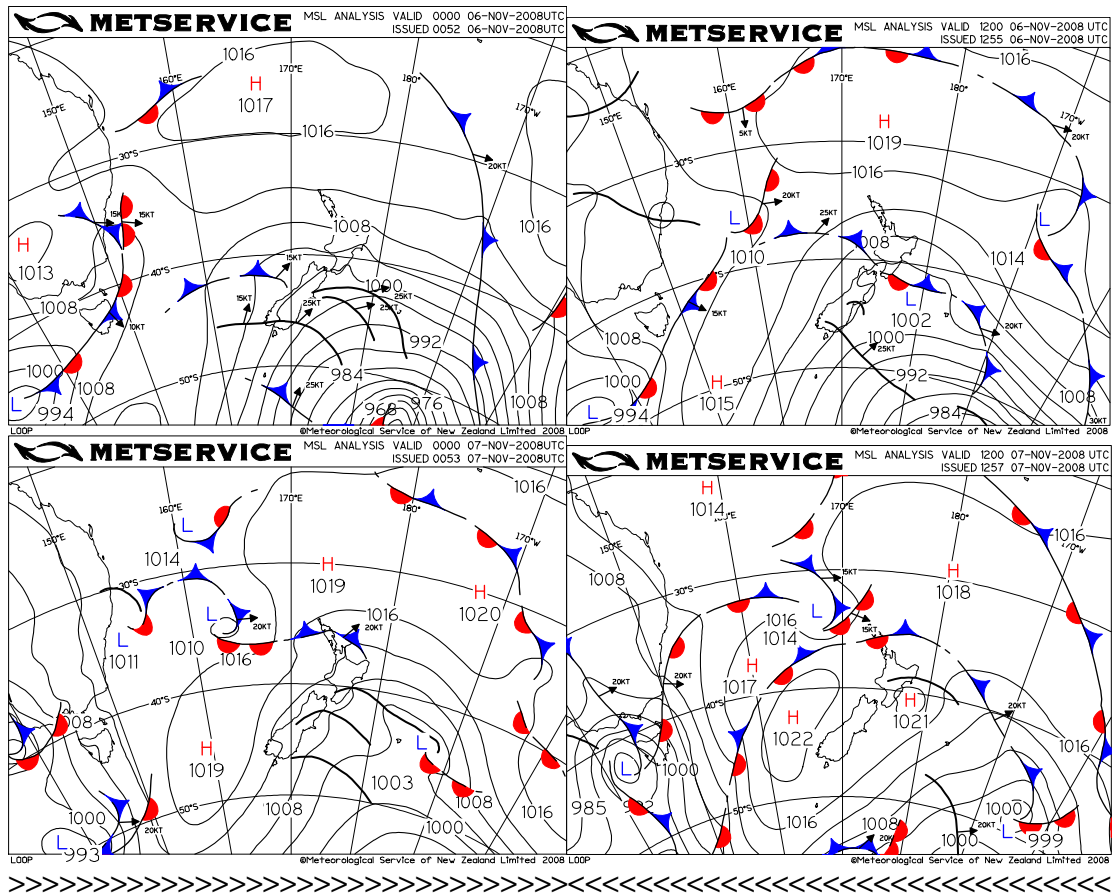 METSERVICE
MSL ANALYSIS VALID 0000 06-NOV-2008UTC
ISSUED 0052 06-NOV-2008UTC
1016
160°E
170°E
H
1017
180°
150°E
170°W
1016
30°S
20KT
15KT
1016
H
1013
1008
15KT
40°S
1008
15KT
25KT
25KT
25KT
10KT
992
1000
1008
50°S
984
25KT
968
976
1008
L
994
LOOP
©Meteorological Service of New Zealand Limited 2008
METSERVICE
MSL ANALYSIS VALID 1200 06-NOV-2008 UTC
ISSUED 1255 06-NOV-2008 UTC
1016
170°E
160°E
150°E
H
170°W
5KT
20KT
1019
30°S
1016
20KT
L
25KT
L
1010
1008
1014
L
15KT
1002
20KT
1008
1000
25KT
1000
H
50°S
992
1008
1015
L
994
984
30KT
LOOP
©Meteorological Service of New Zealand Limited 2008
METSERVICE
MSL ANALYSIS VALID 0000 07-NOV-2008UTC
ISSUED 0053 07-NOV-2008UTC
1016
170°E
160°E
180°
L
150°E
170°W
1014
H
30°S
1019
H
1020
L
20KT
1016
20KT
L
1010
1011
1016
40°S
L
H
1019
1003
1000
50°S
1008
1008
1016
20KT
1000
L
993
LOOP
©Meteorological Service of New Zealand Limited 2008
METSERVICE
MSL ANALYSIS VALID 1200 07-NOV-2008 UTC
ISSUED 1257 07-NOV-2008 UTC
H
1014
170°E
180°
150°E
1016
170°W
1008
15KT
H
30°S
1018
L
1016
1014
15KT
H
1017
20KT
20KT
H
1021
40°S
H
1022
20KT
1016
L
1000
985
50°S
1016
1008
1000
L
1000
999
20KT
LOOP
©Meteorological Service of New Zealand Limited 2008